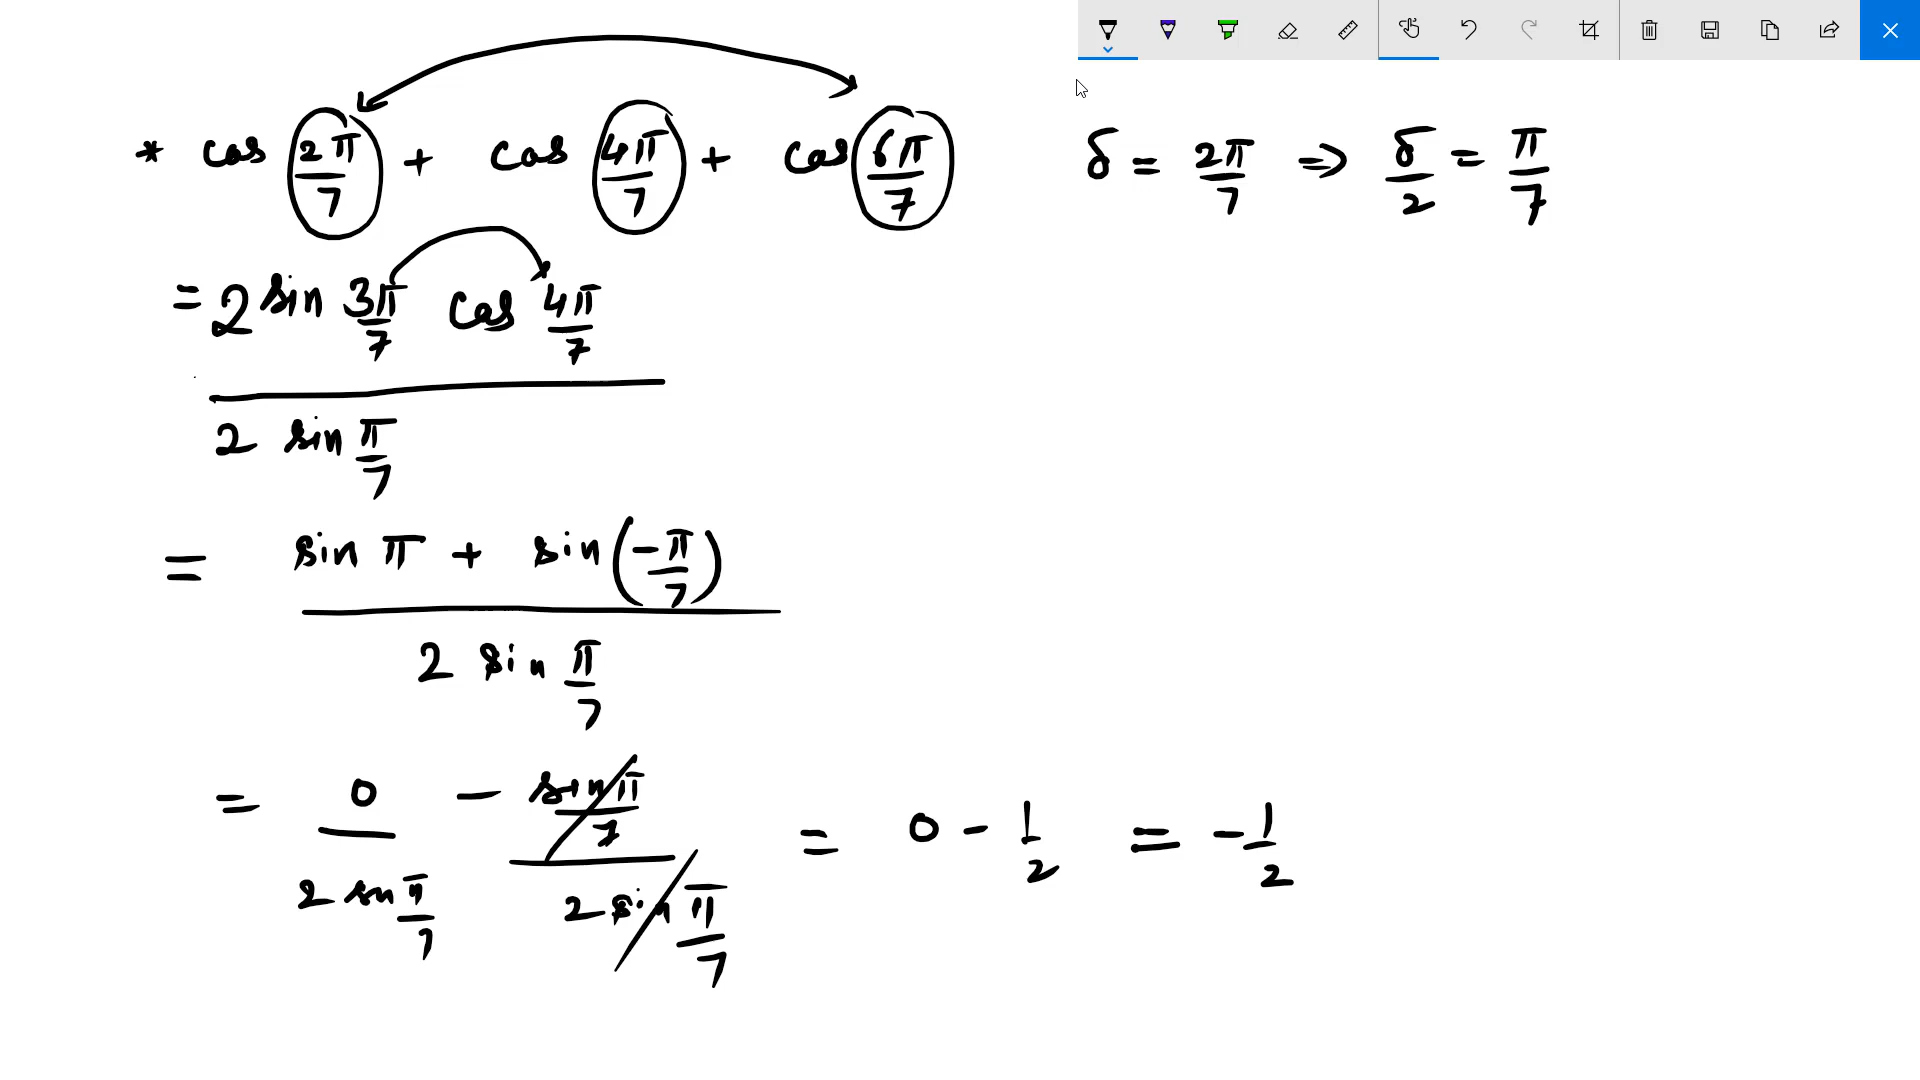 * cos 2π/7 + cos 4π/7 + cos 6π/7 δ = 2π/7 => δ/2 = π/7
= 2 sin 3π/7 cos 4π/7
2 sin π/7
= sin π + sin (-π/7)
2 sin π/7
= 0/(2 sin π/7) - (sin π/7)/(2 sin π/7) = 0 - 1/2 = -1/2